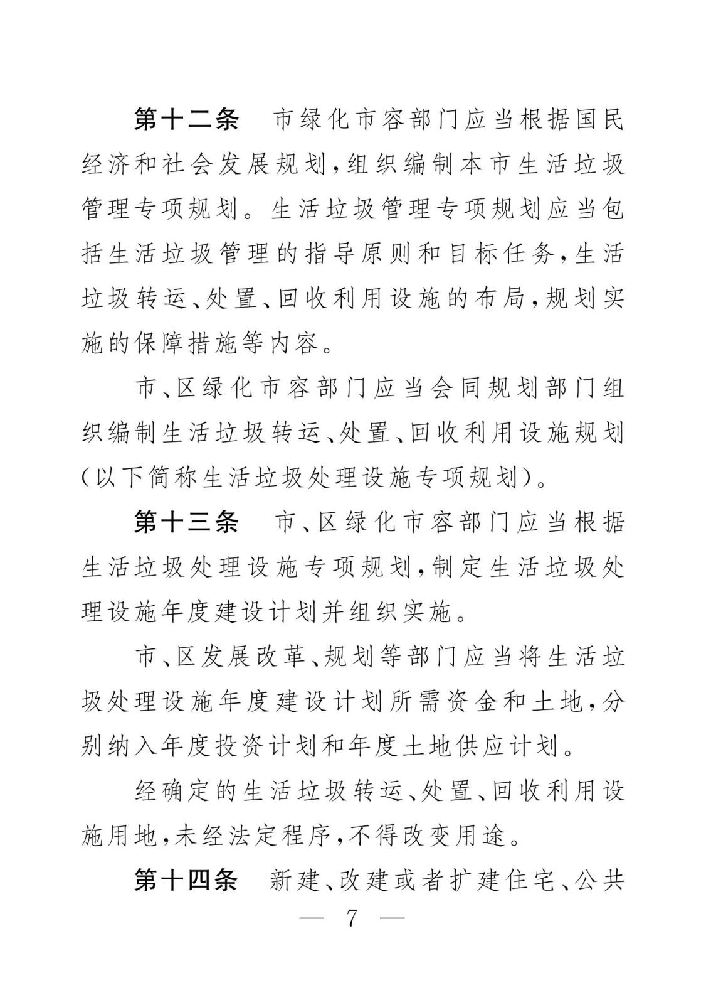 第十二条　市绿化市容部门应当根据国民
经济和社会发展规划,组织编制本市生活垃圾
管理专项规划。生活垃圾管理专项规划应当包
括生活垃圾管理的指导原则和目标任务,生活
垃圾转运、处置、回收利用设施的布局,规划实
施的保障措施等内容。
市、区绿化市容部门应当会同规划部门组
织编制生活垃圾转运、处置、回收利用设施规划
(以下简称生活垃圾处理设施专项规划)。
第十三条　市、区绿化市容部门应当根据
生活垃圾处理设施专项规划,制定生活垃圾处
理设施年度建设计划并组织实施。
市、区发展改革、规划等部门应当将生活垃
圾处理设施年度建设计划所需资金和土地,分
别纳入年度投资计划和年度土地供应计划。
经确定的生活垃圾转运、处置、回收利用设
施用地,未经法定程序,不得改变用途。
第十四条　新建、改建或者扩建住宅、公共
— 7 —